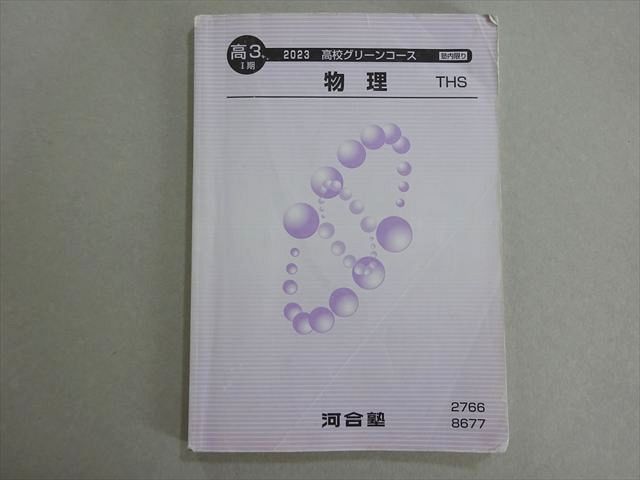 高3
Ⅰ期
2023 高校グリーンコース
塾内限り
物理
THS
河合塾
2766
8677